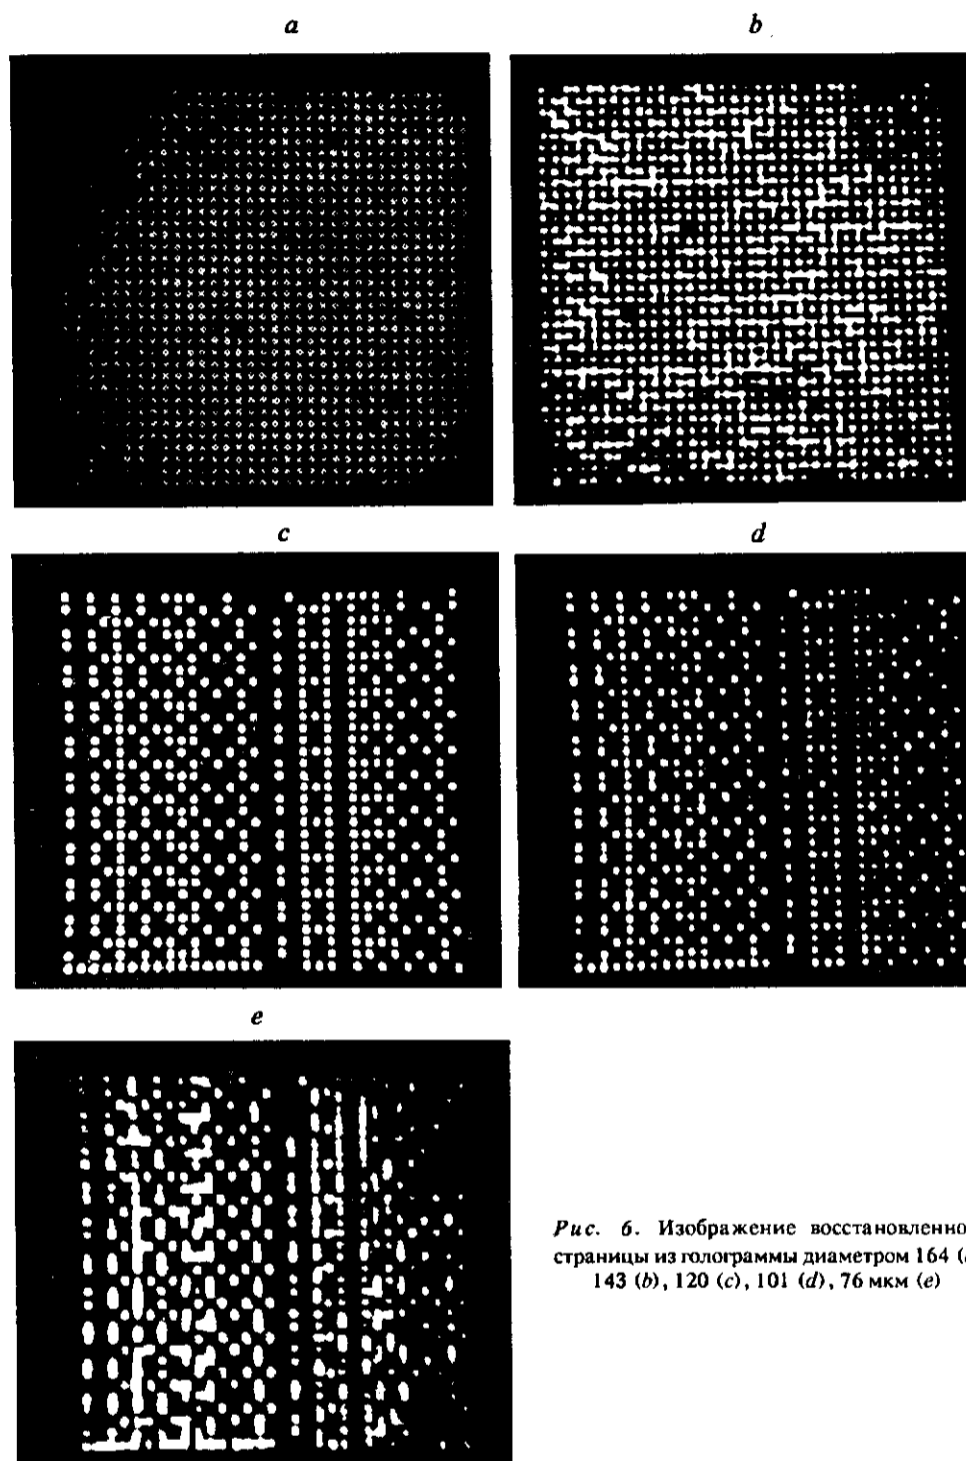 a
b
c
d
e
Рис. 6. Изображение восстановленно
страницы из голограммы диаметром 164 (
143 (b), 120 (c), 101 (d), 76 мкм (e)